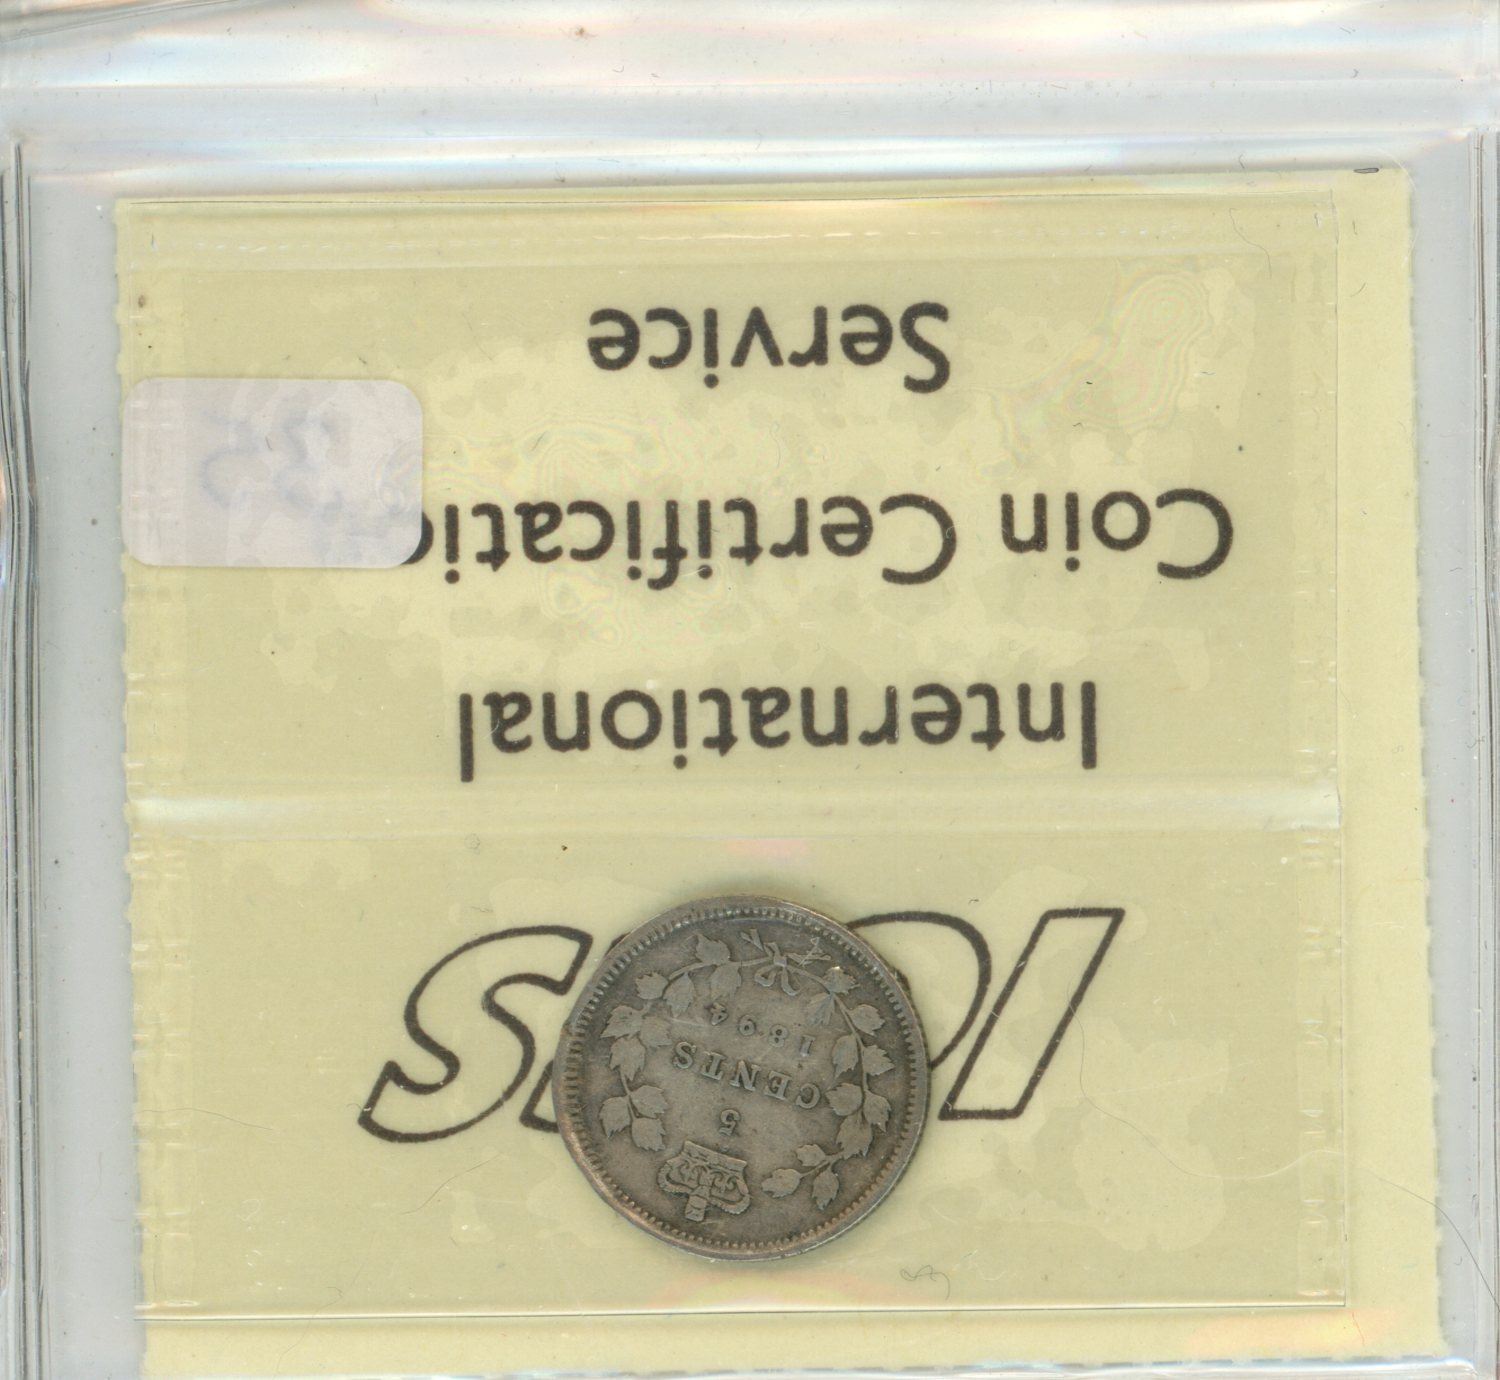 ICCS
5
CENTS
1894
International
Coin Certificatio
Service